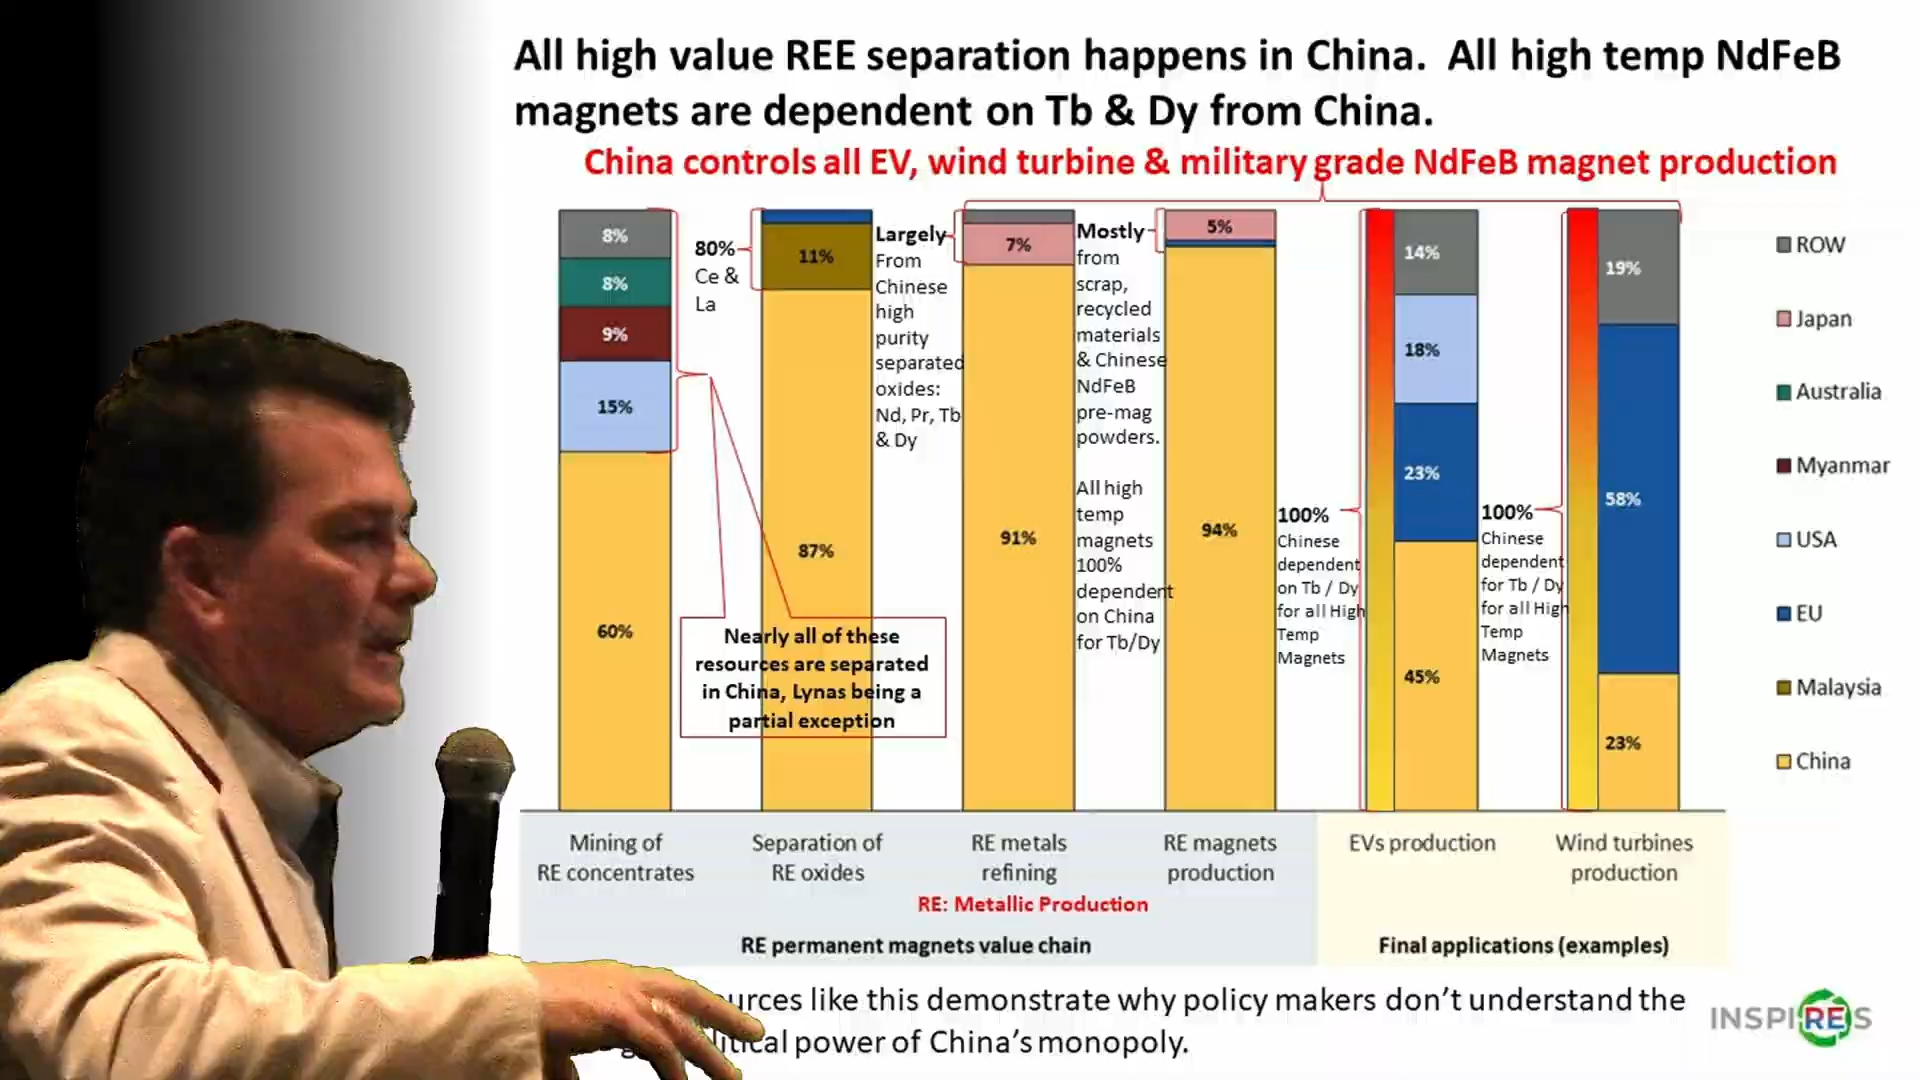 All high value REE separation happens in China.  All high temp NdFeB
magnets are dependent on Tb & Dy from China.
China controls all EV, wind turbine & military grade NdFeB magnet production
8%
8%
9%
15%
60%
80%
Ce &
La
11%
87%
Nearly all of these
resources are separated
in China, Lynas being a
partial exception
Largely
From
Chinese
high
purity
separated
oxides:
Nd, Pr, Tb
& Dy
7%
91%
Mostly
from
scrap,
recycled
materials
& Chinese
NdFeB
pre-mag
powders.
All high
temp
magnets
100%
dependent
on China
for Tb/Dy
5%
94%
100%
Chinese
dependent
on Tb / Dy
for all High
Temp
Magnets
14%
18%
23%
45%
100%
Chinese
dependent
for Tb / Dy
for all High
Temp
Magnets
19%
58%
23%
ROW
Japan
Australia
Myanmar
USA
EU
Malaysia
China
Mining of
RE concentrates
Separation of
RE oxides
RE metals
refining
RE magnets
production
EVs production
Wind turbines
production
RE: Metallic Production
RE permanent magnets value chain
Final applications (examples)
like this demonstrate why policy makers don't understand the
power of China's monopoly.
INSPIRES